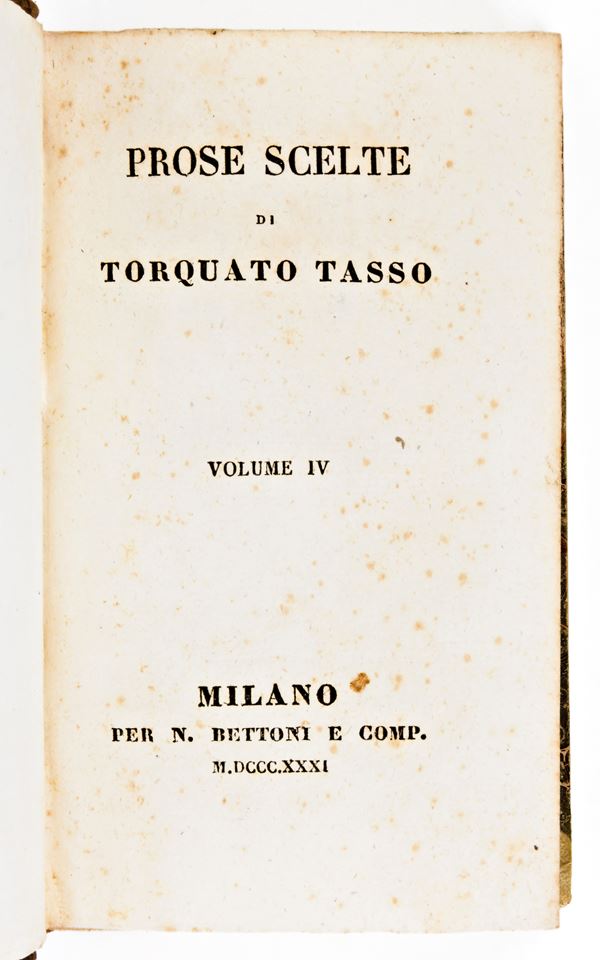 PROSE SCELTE
DI
TORQUATO TASSO
VOLUME IV
MILANO
PER N. BETTONI E COMP.
M.DCCC.XXXI